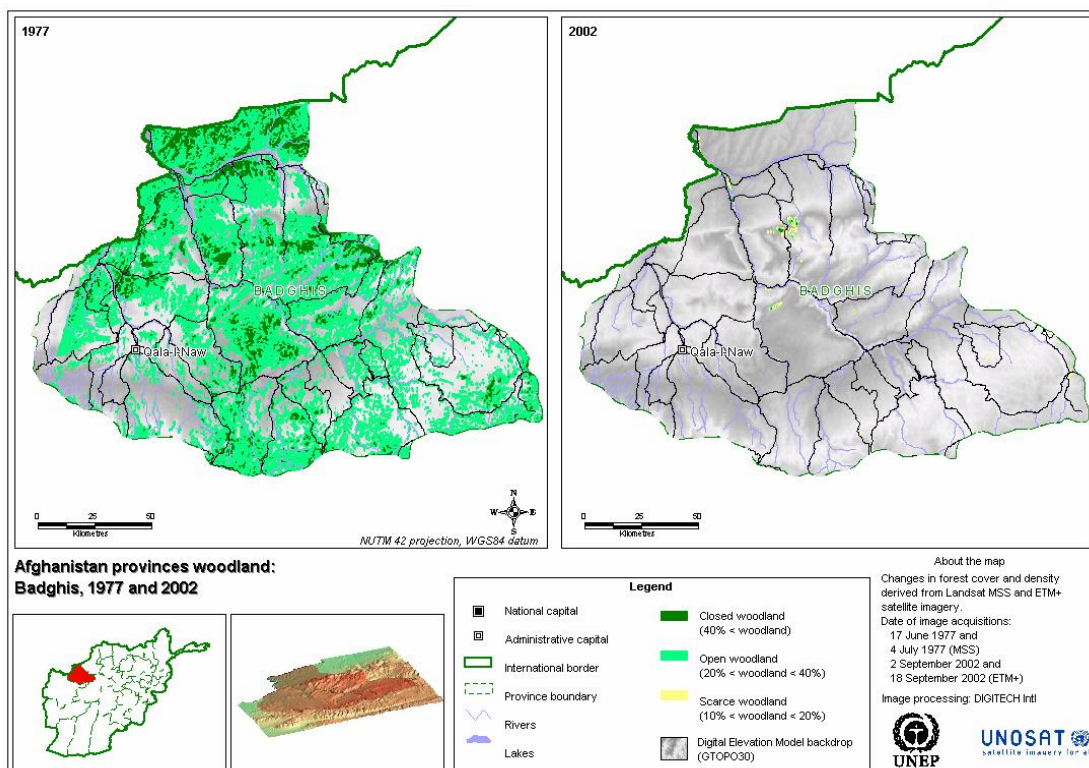 1977
BADGHIS
Qala-I-Naw
0 25 50
Kilometres
N
W E
S
NUTM 42 projection, WGS84 datum
2002
BADGHIS
Qala-I-Naw
0 25 50
Kilometres
Afghanistan provinces woodland:
Badghis, 1977 and 2002
Legend
National capital
Administrative capital
International border
Province boundary
Rivers
Lakes
Closed woodland
(40% < woodland)
Open woodland
(20% < woodland < 40%)
Scarce woodland
(10% < woodland < 20%)
Digital Elevation Model backdrop
(GTOPO30)
About the map
Changes in forest cover and density
derived from Landsat MSS and ETM+
satellite imagery.
Date of image acquisitions:
17 June 1977 and
4 July 1977 (MSS)
2 September 2002 and
18 September 2002 (ETM+)
Image processing: DIGITECH Intl
UNEP
UNOSAT
satellite imagery for al